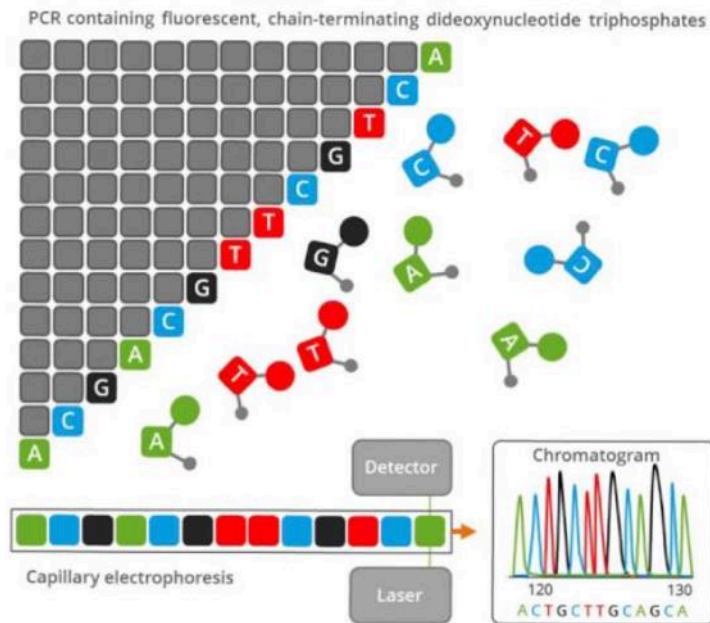 PCR containing fluorescent, chain-terminating dideoxynucleotide triphosphates
A
C
T
G
C
T
T
G
C
A
G
C
A
C
T
C
G
A
C
T
T
A
A
Detector
Chromatogram
Capillary electrophoresis
Laser
120 130
ACTGCTTGCAGCA